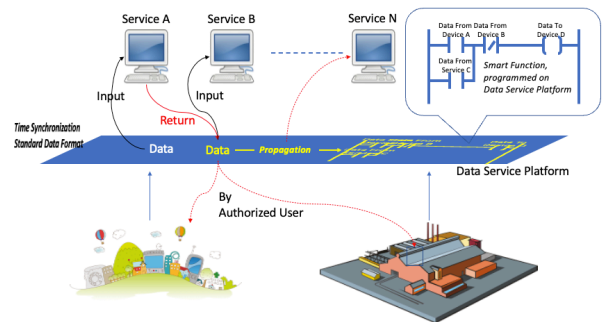 Service A
Service B
Service N
Data From
Device A
Data From
Device B
Data To
Device D
Data From
Service C
Smart Function,
programmed on
Data Service Platform
Input
Input
Return
Time Synchronization
Standard Data Format
Data
Data
Propagation
Data Service Platform
By
Authorized User